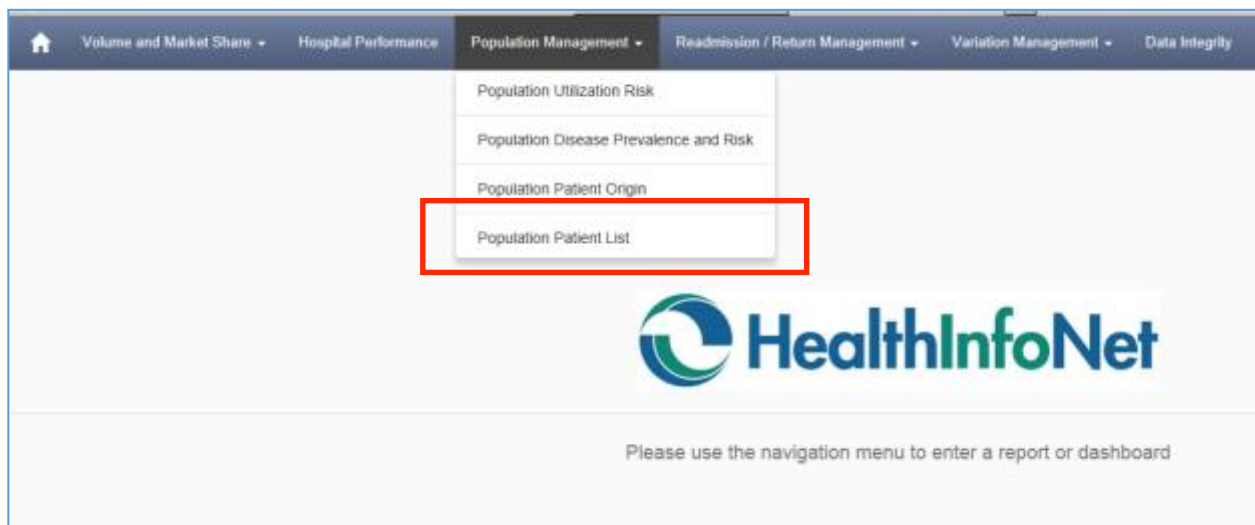 Volume and Market Share Hospital Performance Population Management Readmission / Return Management Variation Management Data Integrity
Population Utilization Risk
Population Disease Prevalence and Risk
Population Patient Origin
Population Patient List
HealthInfoNet
Please use the navigation menu to enter a report or dashboard